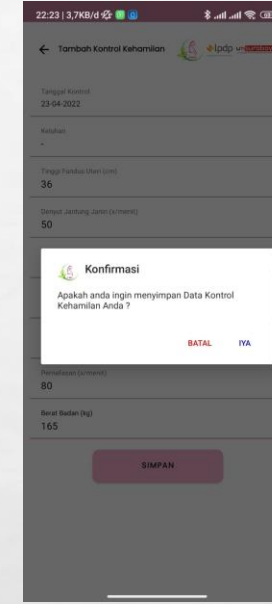 22:23 | 3,7KB/d
Tambah Kontrol Kehamilan
lpdp
Tanggal Kontrol
23-04-2022
Keluhan
-
Tinggi Fundus Uteri (cm)
36
Denyut Jantung Janin (x/menit)
50
Konfirmasi
Apakah anda ingin menyimpan Data Kontrol
Kehamilan Anda ?
BATAL IYA
Pernafasan (x/menit)
80
Berat Badan (kg)
165
SIMPAN